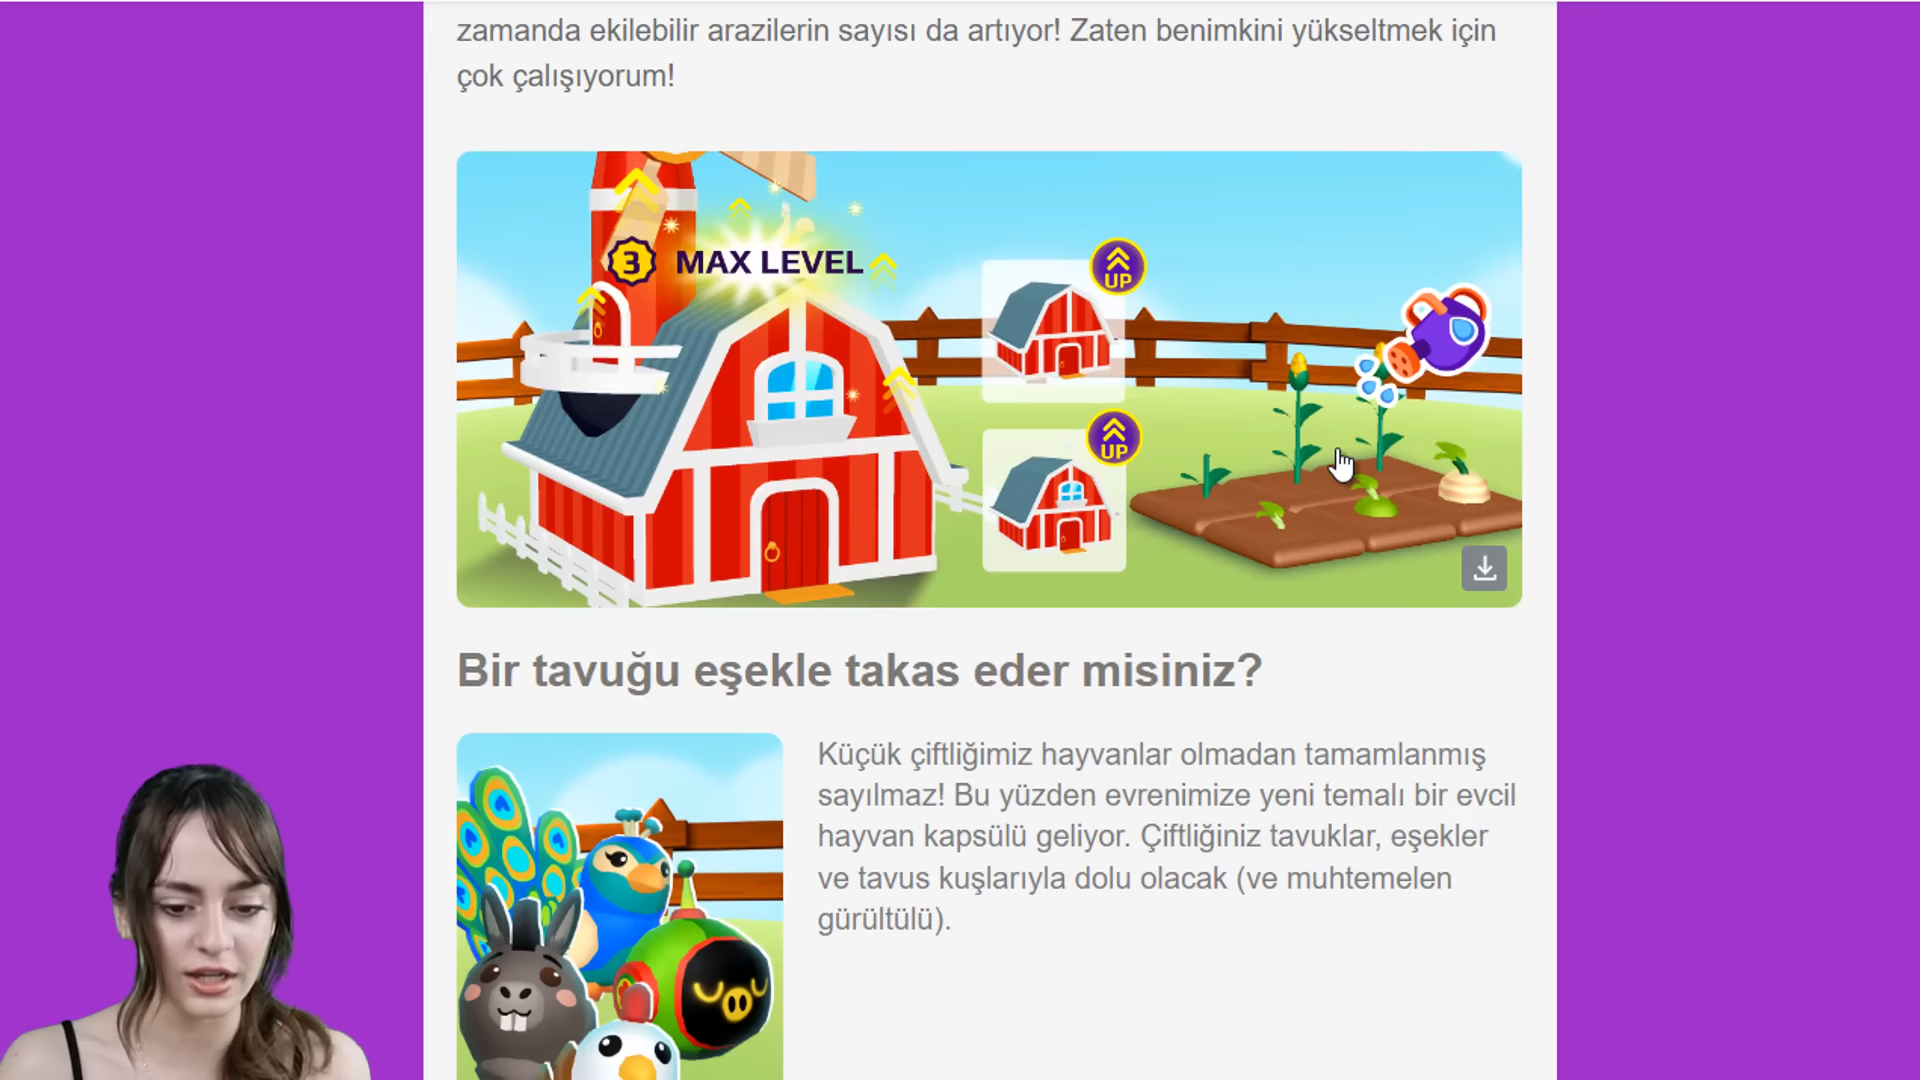 zamanda ekilebilir arazilerin sayısı da artıyor! Zaten benimkini yükseltmek için
çok çalışıyorum!
3 MAX LEVEL
UP
UP
Bir tavuğu eşekle takas eder misiniz?
Küçük çiftliğimiz hayvanlar olmadan tamamlanmış
sayılmaz! Bu yüzden evrenimize yeni temalı bir evcil
hayvan kapsülü geliyor. Çiftliğiniz tavuklar, eşekler
ve tavus kuşlarıyla dolu olacak (ve muhtemelen
gürültülü).